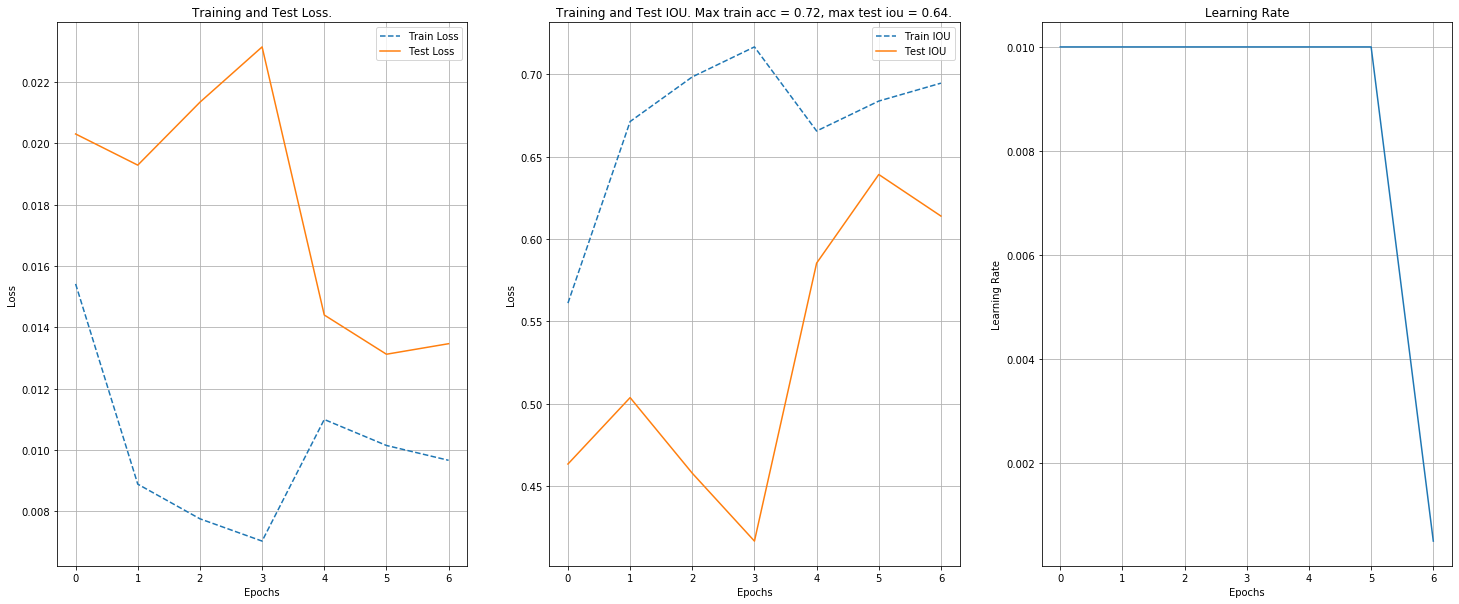 Training and Test Loss.
Train Loss
Test Loss
0.022
0.020
0.018
0.016
0.014
0.012
0.010
0.008
Loss
0 1 2 3 4 5 6
Epochs
Training and Test IOU. Max train acc = 0.72, max test iou = 0.64.
Train IOU
Test IOU
0.70
0.65
0.60
0.55
0.50
0.45
Loss
0 1 2 3 4 5 6
Epochs
Learning Rate
0.010
0.008
0.006
0.004
0.002
Learning Rate
0 1 2 3 4 5 6
Epochs